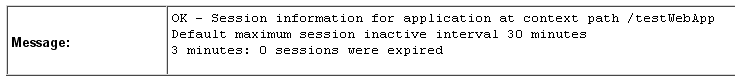 Message:
OK - Session information for application at context path /testWebApp
Default maximum session inactive interval 30 minutes
3 minutes: 0 sessions were expired